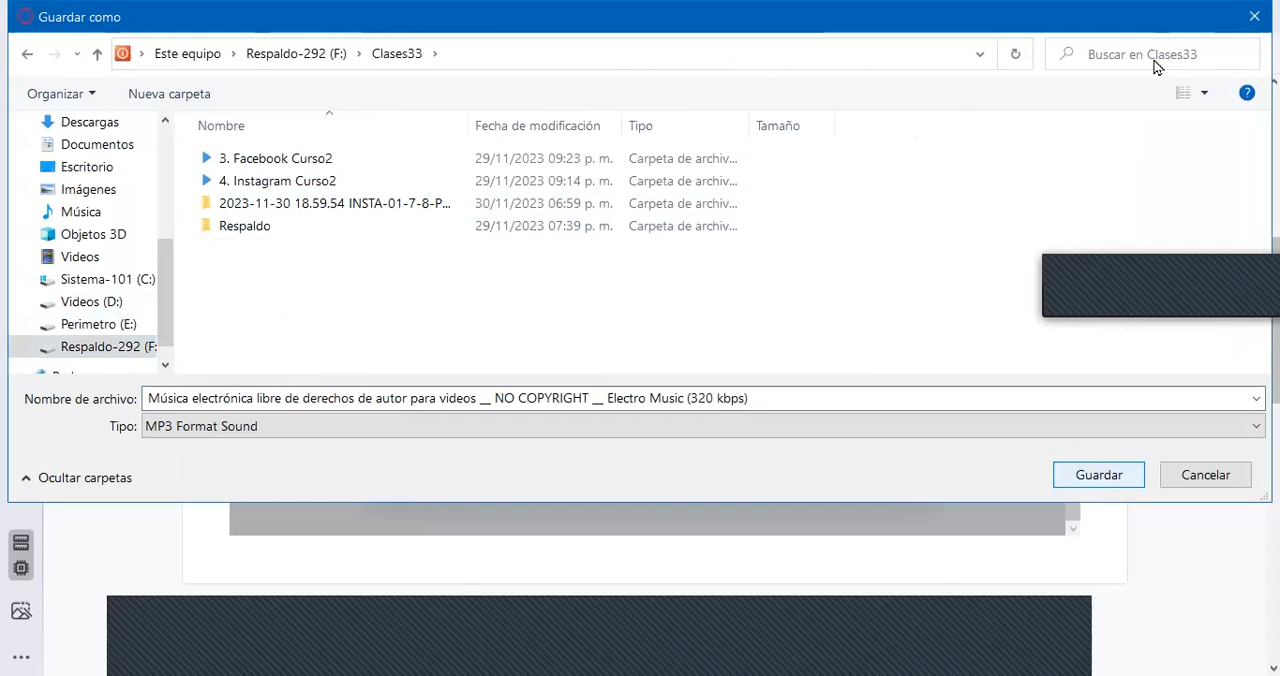 Guardar como
Este equipo > Respaldo-292 (F:) > Clases33 >
Buscar en Clases33
Organizar
Nueva carpeta
Nombre
Fecha de modificación
Tipo
Tamaño
Descargas
Documentos
Escritorio
Imágenes
Música
Objetos 3D
Videos
Sistema-101 (C:)
Videos (D:)
Perimetro (E:)
Respaldo-292 (F:
3. Facebook Curso2 29/11/2023 09:23 p. m. Carpeta de archiv...
4. Instagram Curso2 29/11/2023 09:14 p. m. Carpeta de archiv...
2023-11-30 18.59.54 INSTA-01-7-8-P... 30/11/2023 06:59 p. m. Carpeta de archiv...
Respaldo 29/11/2023 07:39 p. m. Carpeta de archiv...
Nombre de archivo: Música electrónica libre de derechos de autor para videos __ NO COPYRIGHT __ Electro Music (320 kbps)
Tipo: MP3 Format Sound
Ocultar carpetas
Guardar
Cancelar